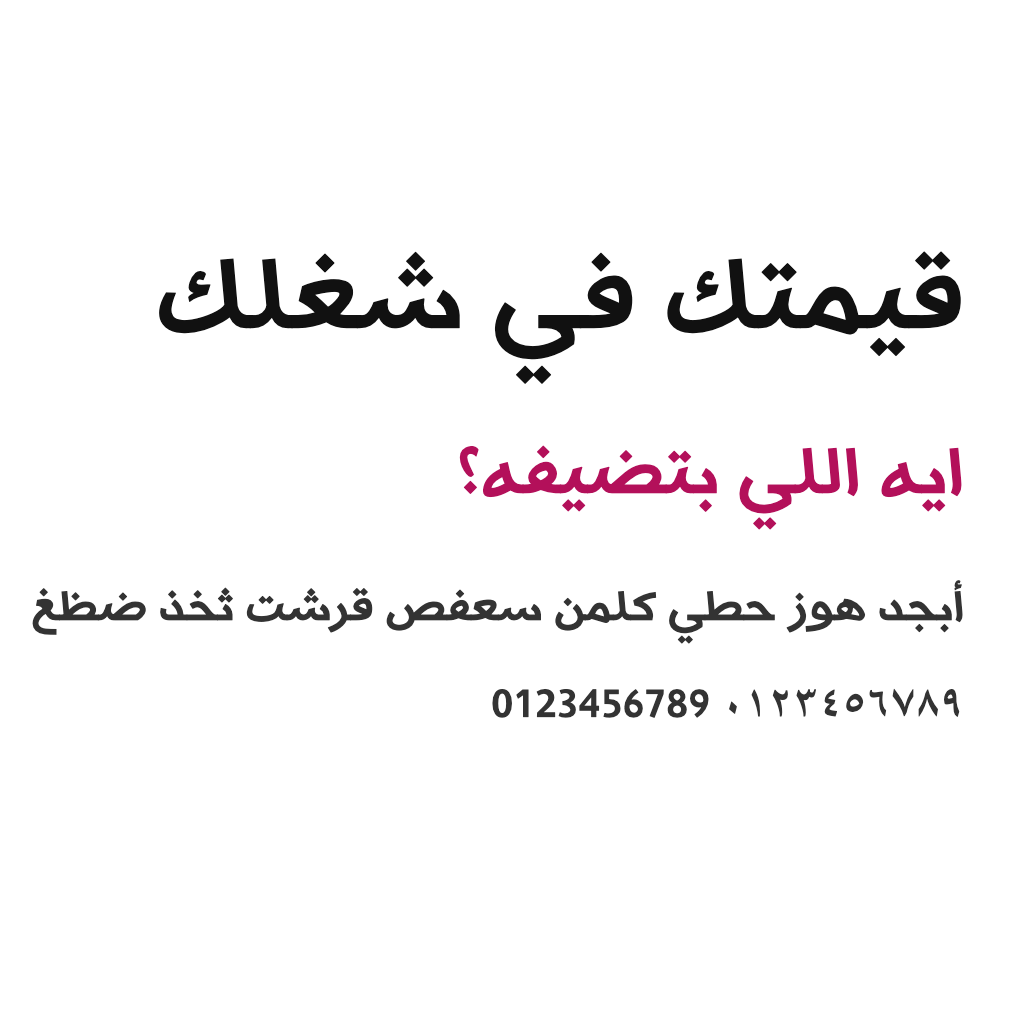 قيمتك في شغلك
ايه اللي بتضيفه؟
أبجد هوز حطي كلمن سعفص قرشت ثخذ ضظغ
0123456789 ٠١٢٣٤٥٦٧٨٩